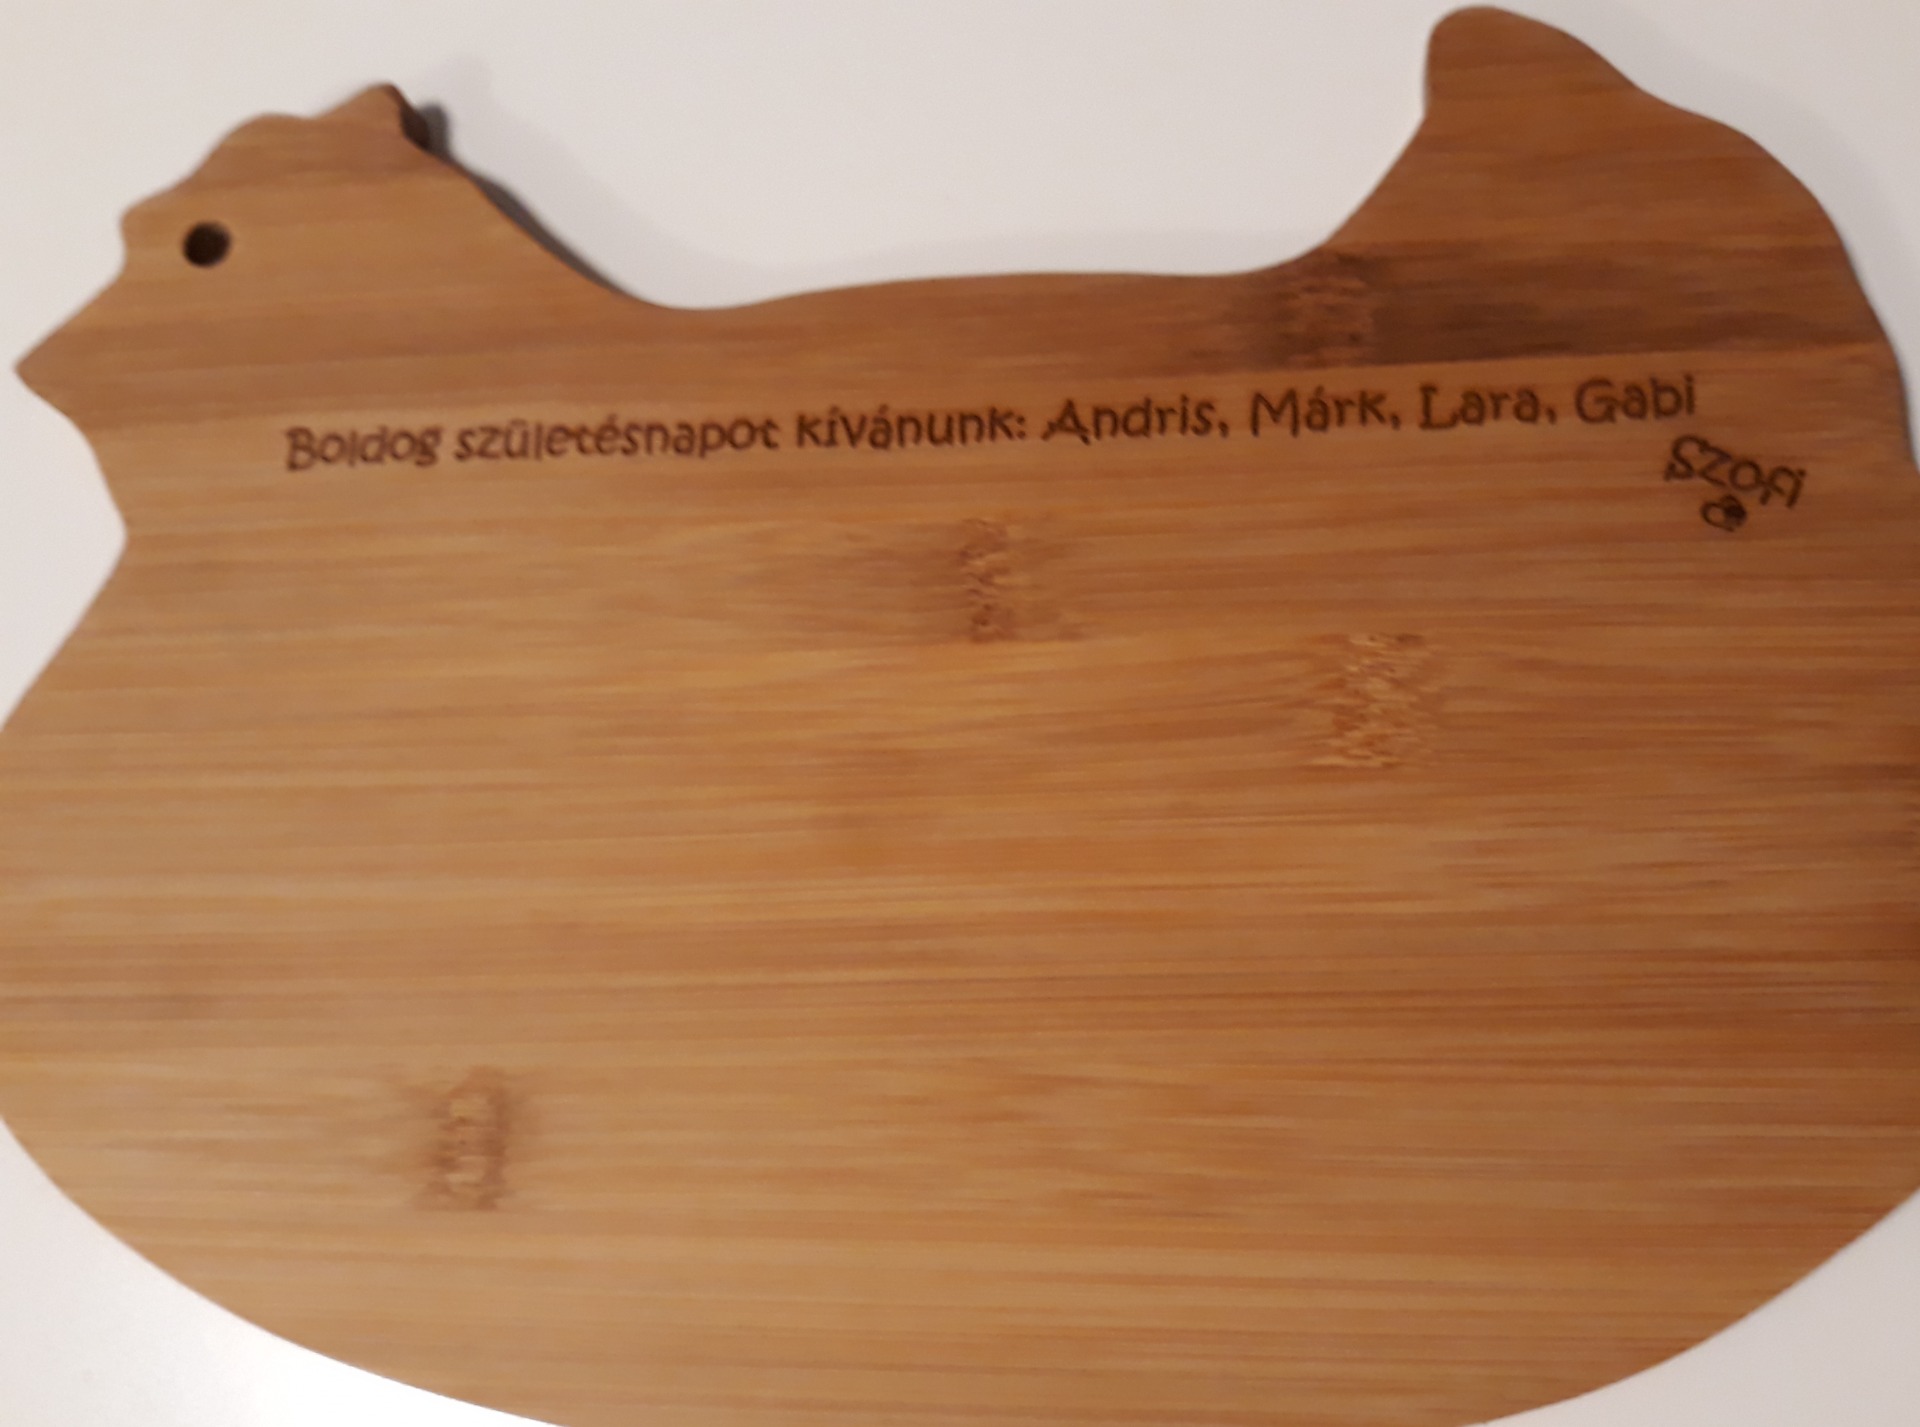 Boldog születésnapot kívánunk: Andris, Márk, Lara, Gabi
Szofi